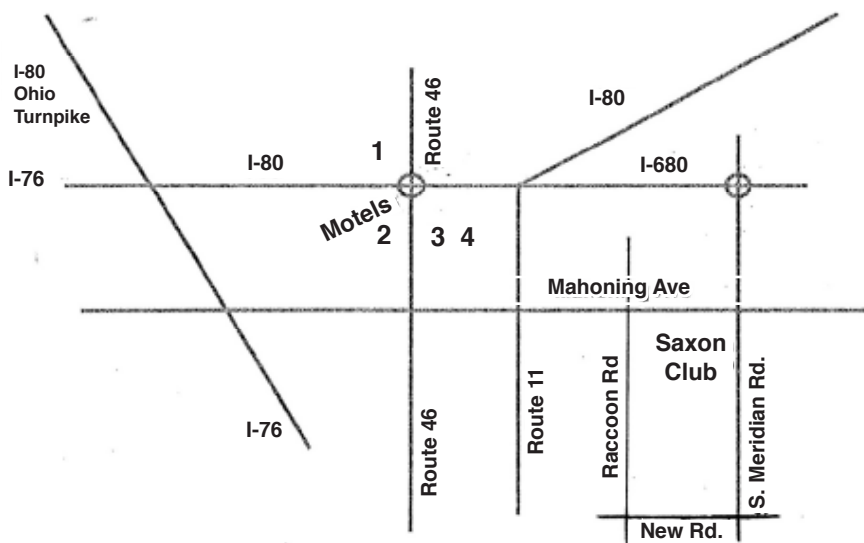 I-80
Ohio
Turnpike
Route 46
I-80
I-80
1
I-76
I-680
Motels
2
3 4
Mahoning Ave
Saxon
Club
I-76
Route 46
Route 11
Raccoon Rd
S. Meridian Rd.
New Rd.